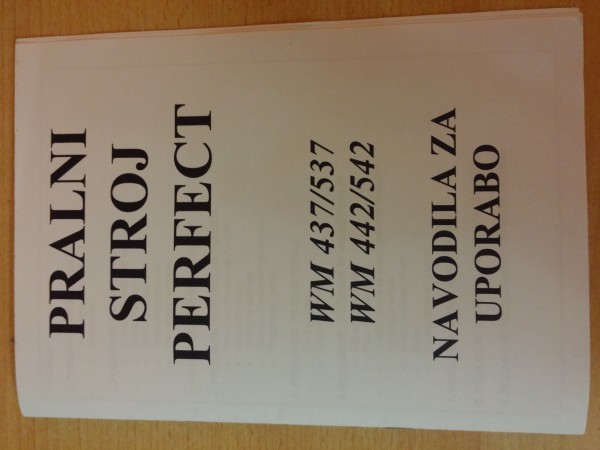 PRALNI
STROJ
PERFECT
WM 437/537
WM 442/542
NAVODILA ZA
UPORABO